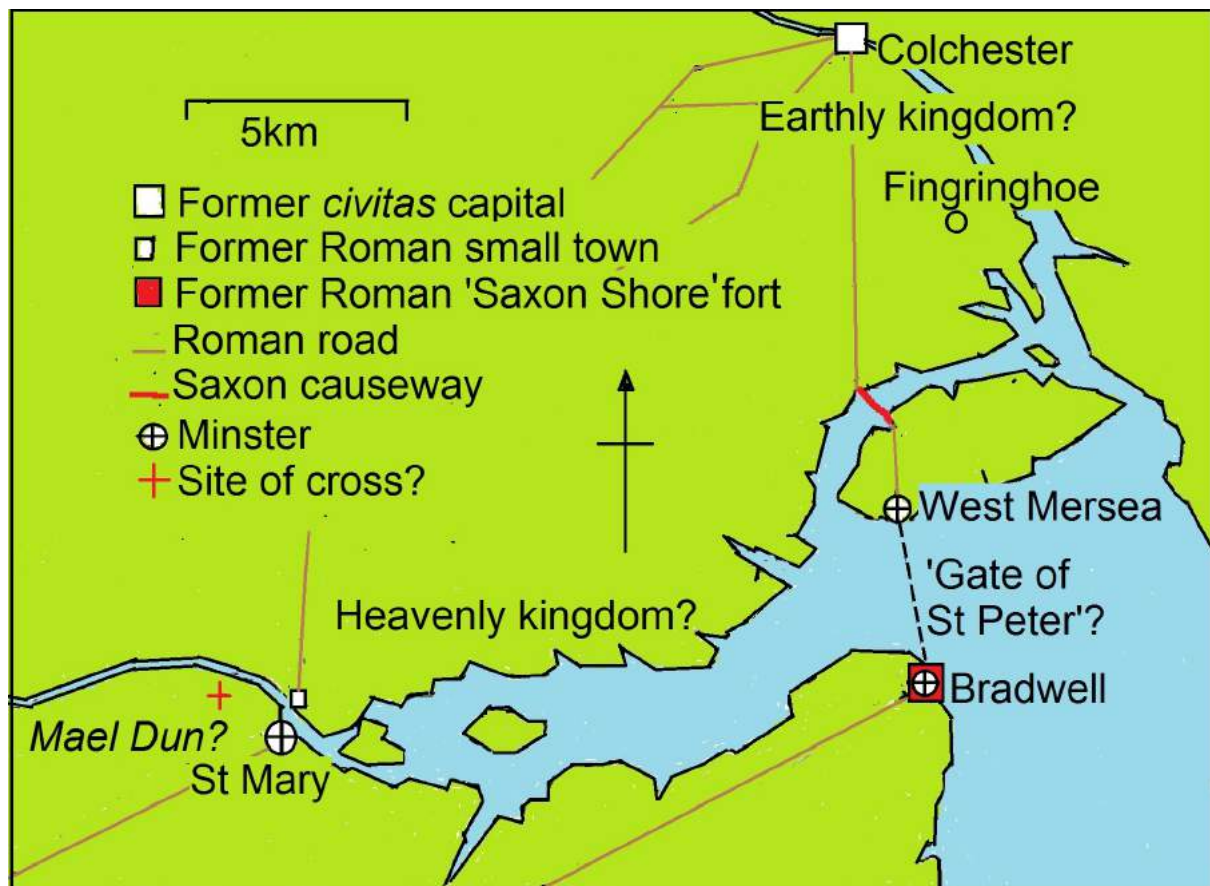 Colchester
5km
Earthly kingdom?
Fingringhoe
Former civitas capital
Former Roman small town
Former Roman 'Saxon Shore' fort
Roman road
Saxon causeway
Minster
Site of cross?
West Mersea
'Gate of
St Peter'?
Heavenly kingdom?
Bradwell
Mael Dun?
St Mary